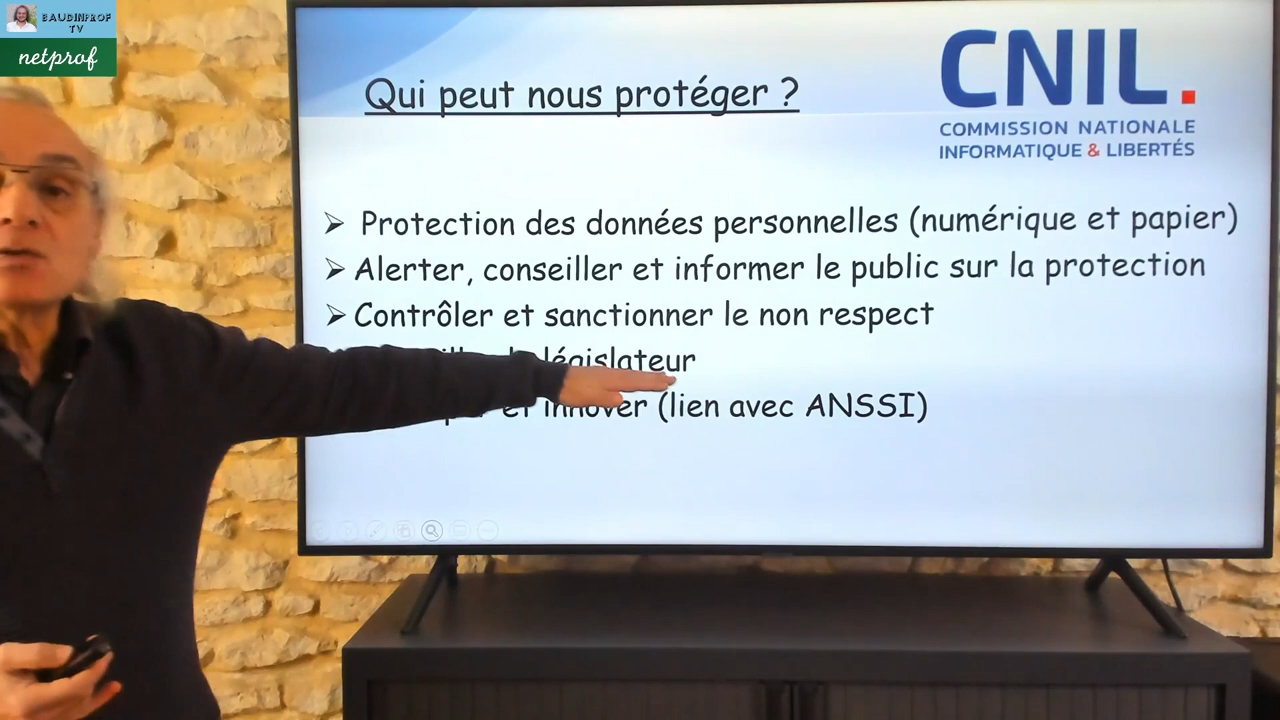 BAUDINPROF
TV
netprof
Qui peut nous protéger ?
CNIL.
COMMISSION NATIONALE
INFORMATIQUE & LIBERTÉS
➢ Protection des données personnelles (numérique et papier)
➢ Alerter, conseiller et informer le public sur la protection
➢ Contrôler et sanctionner le non respect
législateur
et innover (lien avec ANSSI)